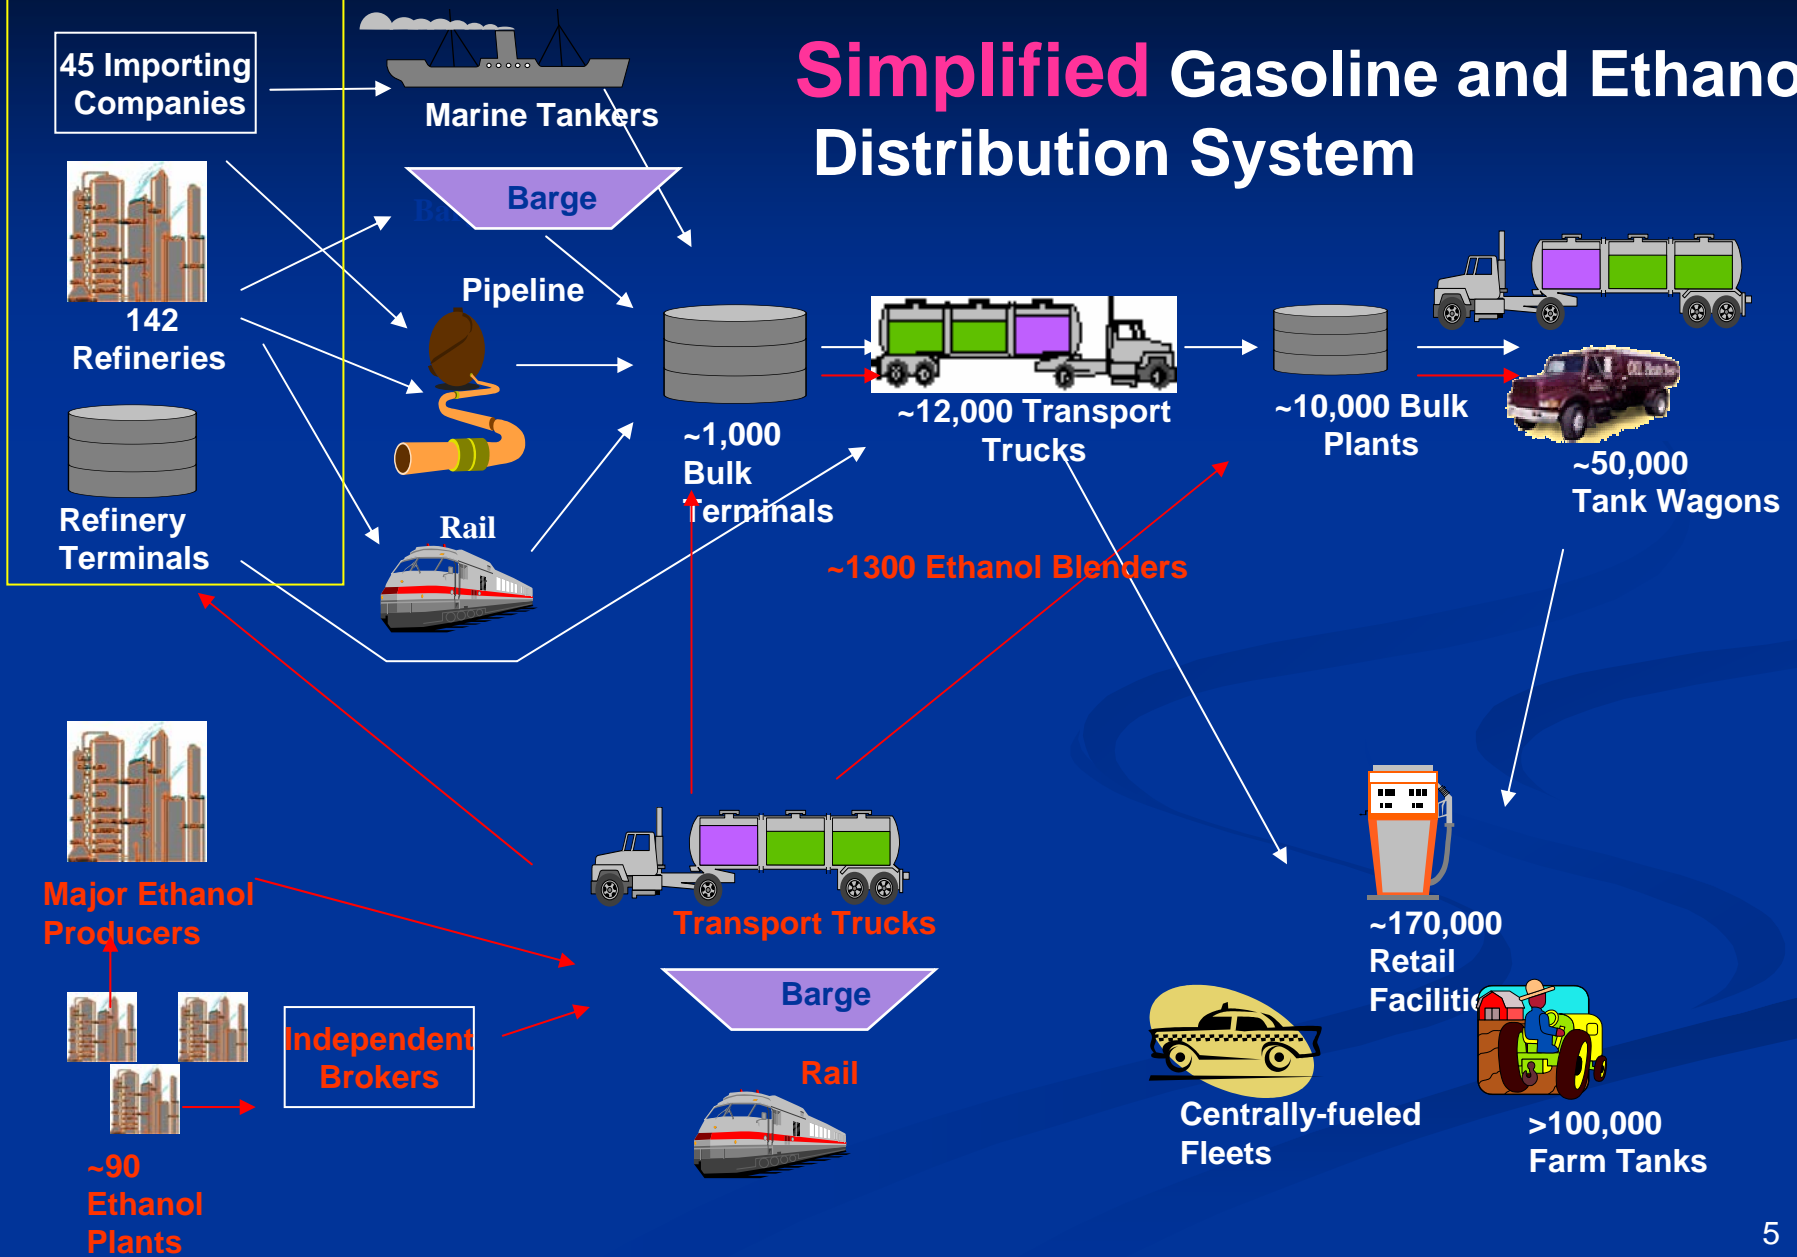 45 Importing
Companies
Marine Tankers
Simplified Gasoline and Ethano
Distribution System
Barge
Pipeline
142
Refineries
~12,000 Transport
Trucks
~10,000 Bulk
Plants
~1,000
Bulk
Terminals
~50,000
Tank Wagons
Refinery
Terminals
Rail
~1300 Ethanol Blenders
Major Ethanol
Producers
Transport Trucks
Barge
Rail
Independent
Brokers
~90
Ethanol
Plants
~170,000
Retail
Facilitie
Centrally-fueled
Fleets
>100,000
Farm Tanks
5